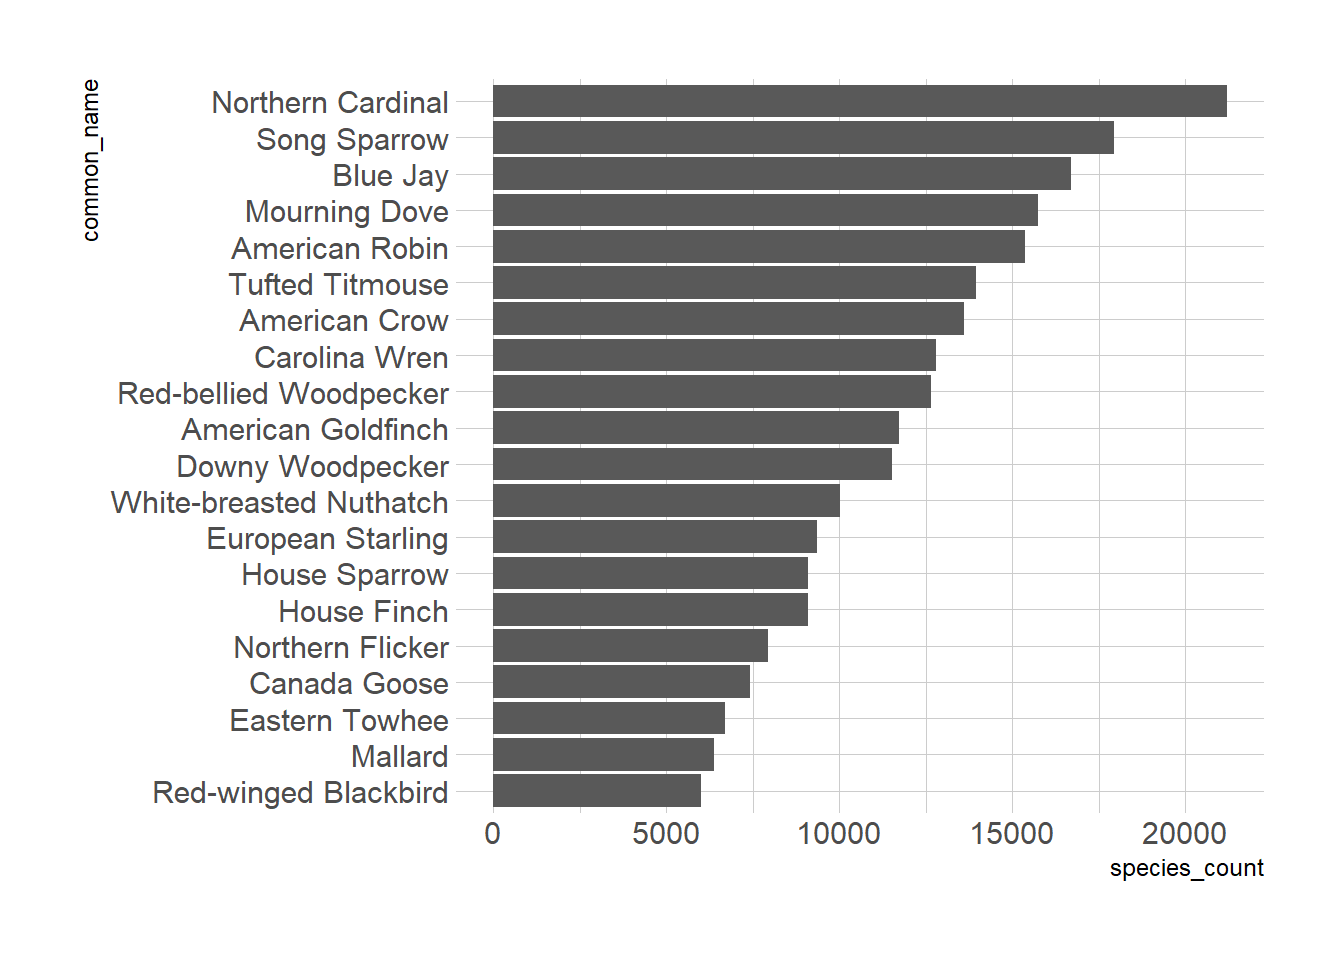 common_name
Northern Cardinal
Song Sparrow
Blue Jay
Mourning Dove
American Robin
Tufted Titmouse
American Crow
Carolina Wren
Red-bellied Woodpecker
American Goldfinch
Downy Woodpecker
White-breasted Nuthatch
European Starling
House Sparrow
House Finch
Northern Flicker
Canada Goose
Eastern Towhee
Mallard
Red-winged Blackbird
0 5000 10000 15000 20000
species_count